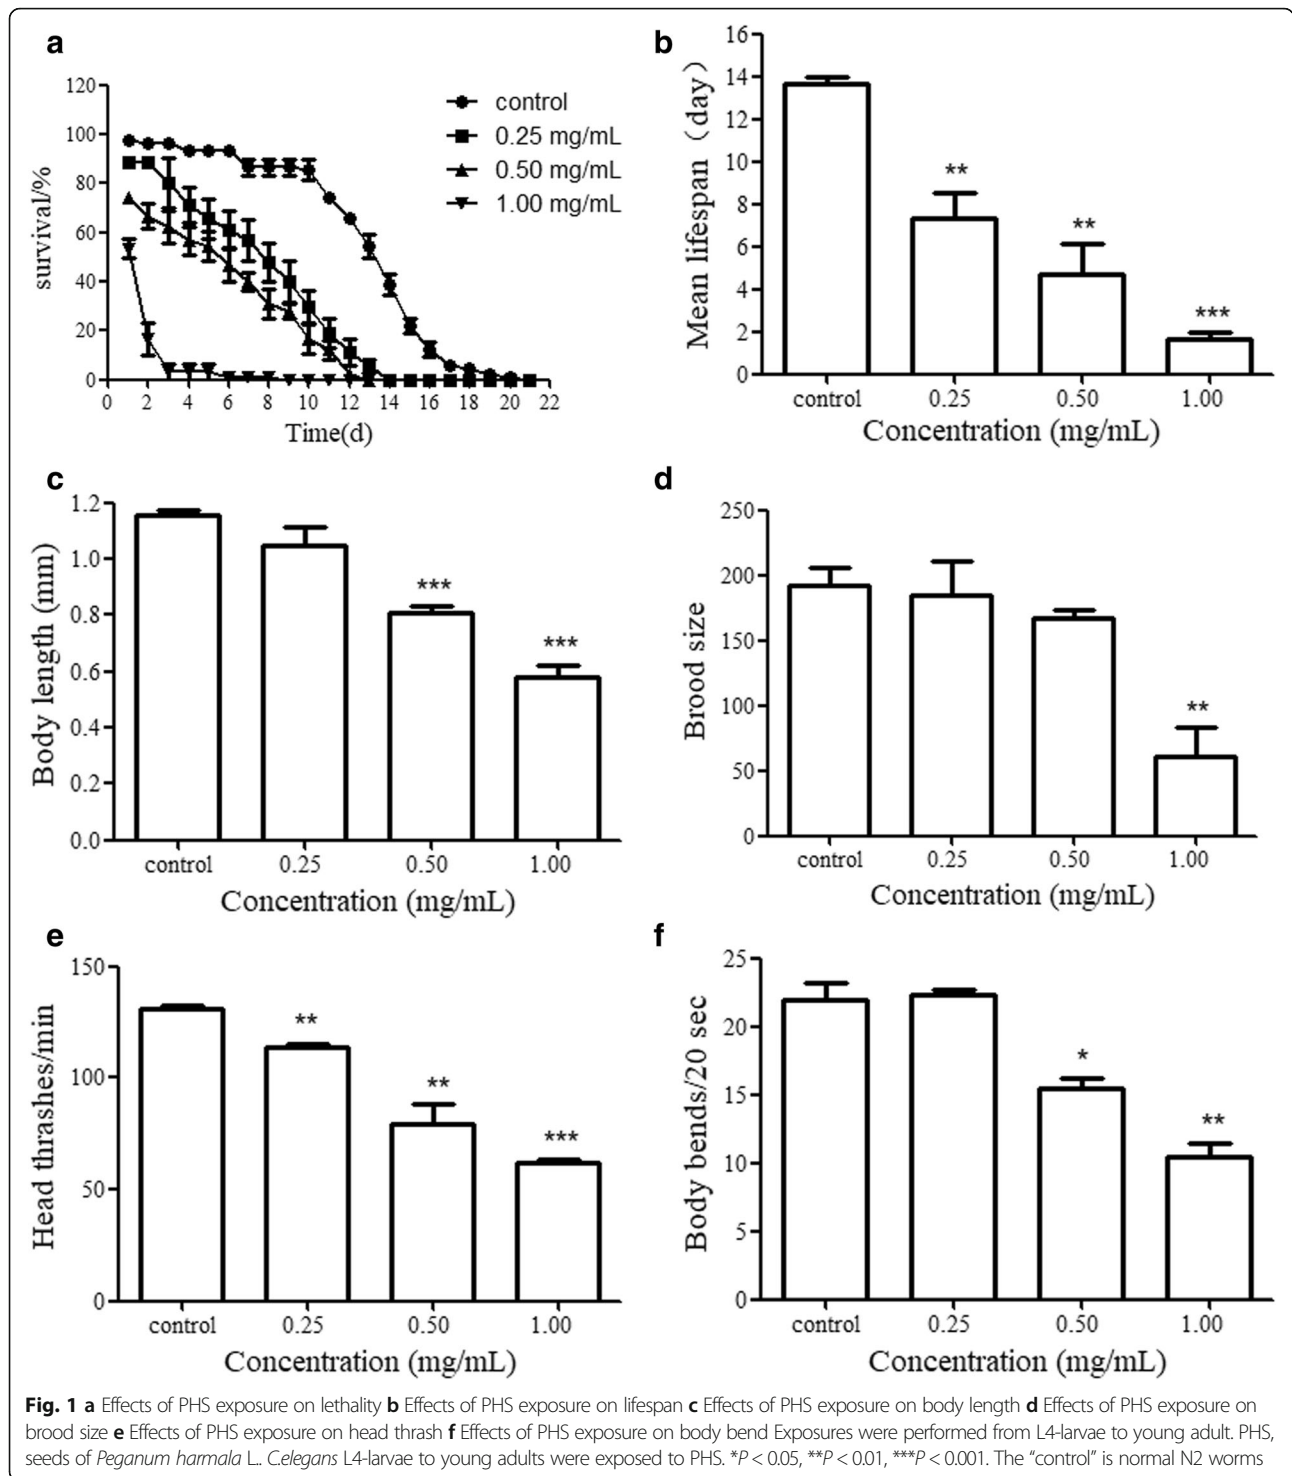 a
120
100
80
60
40
20
0
survival/%
control
0.25 mg/mL
0.50 mg/mL
1.00 mg/mL
0 2 4 6 8 10 12 14 16 18 20 22
Time(d)
b
16
14
12
10
8
6
4
2
0
Mean lifespan（day）
**
**
***
control 0.25 0.50 1.00
Concentration (mg/mL)
c
1.2
1.0
0.8
0.6
0.4
0.2
0.0
Body length (mm)
***
***
control 0.25 0.50 1.00
Concentration (mg/mL)
d
250
200
150
100
50
0
Brood size
**
control 0.25 0.50 1.00
Concentration (mg/mL)
e
150
100
50
0
Head thrashes/min
**
**
***
control 0.25 0.50 1.00
Concentration (mg/mL)
f
25
20
15
10
5
0
Body bends/20 sec
*
**
control 0.25 0.50 1.00
Concentration (mg/mL)
Fig. 1 a Effects of PHS exposure on lethality b Effects of PHS exposure on lifespan c Effects of PHS exposure on body length d Effects of PHS exposure on
brood size e Effects of PHS exposure on head thrash f Effects of PHS exposure on body bend Exposures were performed from L4-larvae to young adult. PHS,
seeds of Peganum harmala L.. C.elegans L4-larvae to young adults were exposed to PHS. *P < 0.05, **P < 0.01, ***P < 0.001. The “control” is normal N2 worms